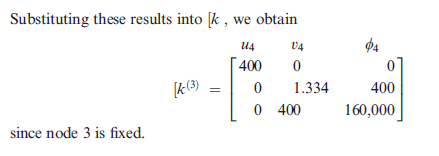 Substituting these results into [k , we obtain
u4 v4 ϕ4
400 0 0
[k(3) = 0 1.334 400
0 400 160,000
since node 3 is fixed.